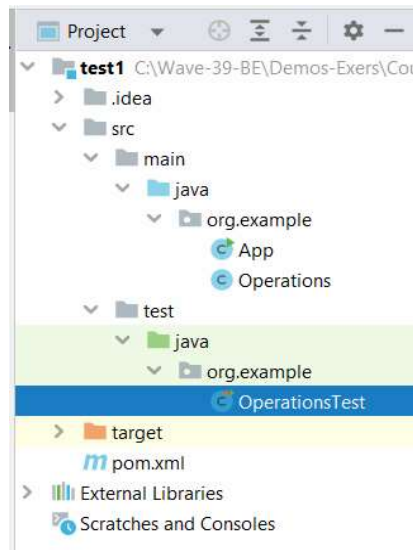 Project
test1 C:\Wave-39-BE\Demos-Exers\Cou
.idea
src
main
java
org.example
App
Operations
test
java
org.example
OperationsTest
target
pom.xml
External Libraries
Scratches and Consoles